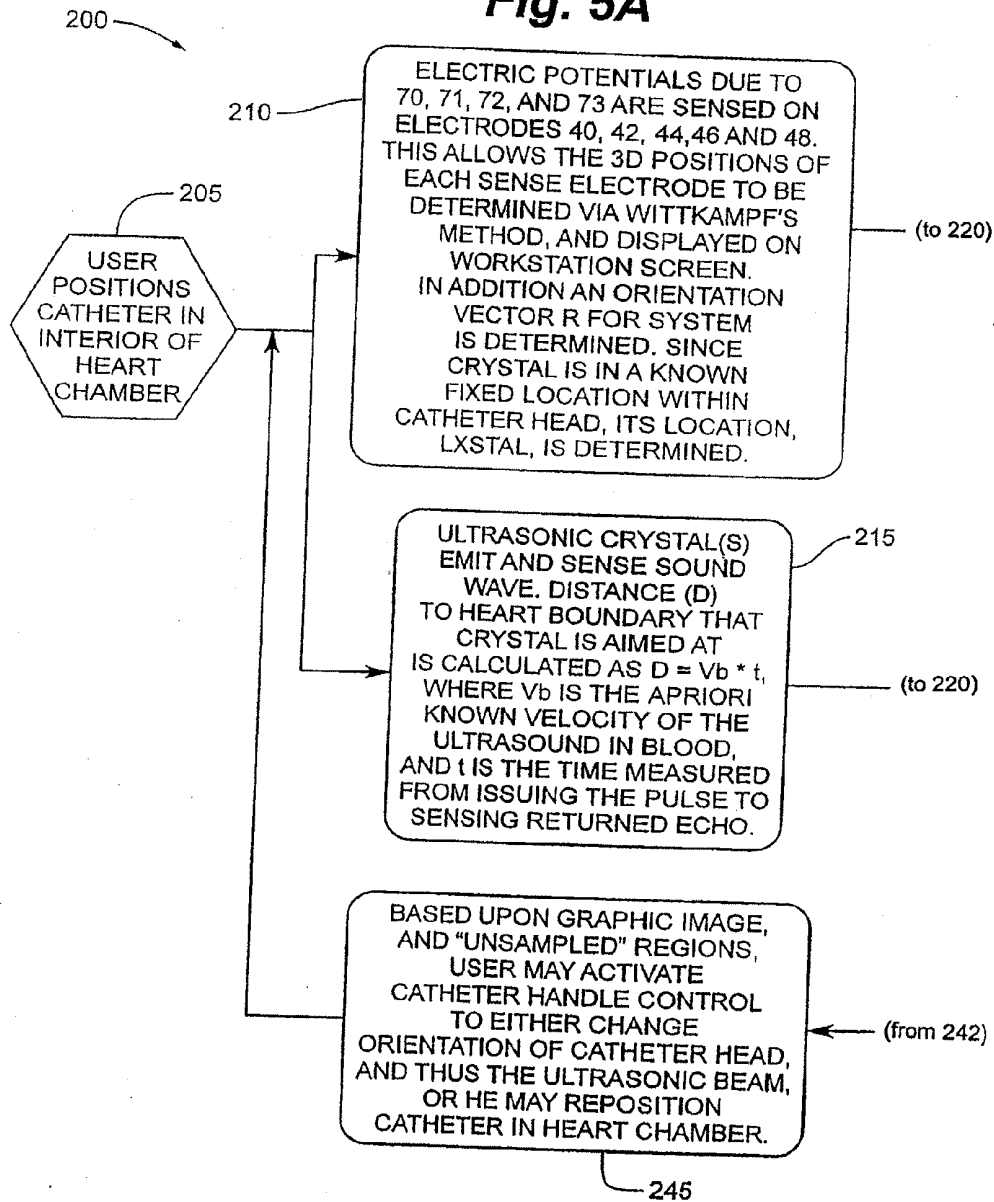 Fig. 5A
200
210
ELECTRIC POTENTIALS DUE TO
70, 71, 72, AND 73 ARE SENSED ON
ELECTRODES 40, 42, 44,46 AND 48.
THIS ALLOWS THE 3D POSITIONS OF
EACH SENSE ELECTRODE TO BE
DETERMINED VIA WITTKAMPF'S
METHOD, AND DISPLAYED ON
WORKSTATION SCREEN.
IN ADDITION AN ORIENTATION
VECTOR R FOR SYSTEM
IS DETERMINED. SINCE
CRYSTAL IS IN A KNOWN
FIXED LOCATION WITHIN
CATHETER HEAD, ITS LOCATION,
LXSTAL, IS DETERMINED.
(to 220)
205
USER
POSITIONS
CATHETER IN
INTERIOR OF
HEART
CHAMBER
215
ULTRASONIC CRYSTAL(S)
EMIT AND SENSE SOUND
WAVE. DISTANCE (D)
TO HEART BOUNDARY THAT
CRYSTAL IS AIMED AT
IS CALCULATED AS D = Vb * t,
WHERE Vb IS THE APRIORI
KNOWN VELOCITY OF THE
ULTRASOUND IN BLOOD,
AND t IS THE TIME MEASURED
FROM ISSUING THE PULSE TO
SENSING RETURNED ECHO.
(to 220)
BASED UPON GRAPHIC IMAGE,
AND "UNSAMPLED" REGIONS,
USER MAY ACTIVATE
CATHETER HANDLE CONTROL
TO EITHER CHANGE
ORIENTATION OF CATHETER HEAD,
AND THUS THE ULTRASONIC BEAM,
OR HE MAY REPOSITION
CATHETER IN HEART CHAMBER.
(from 242)
245